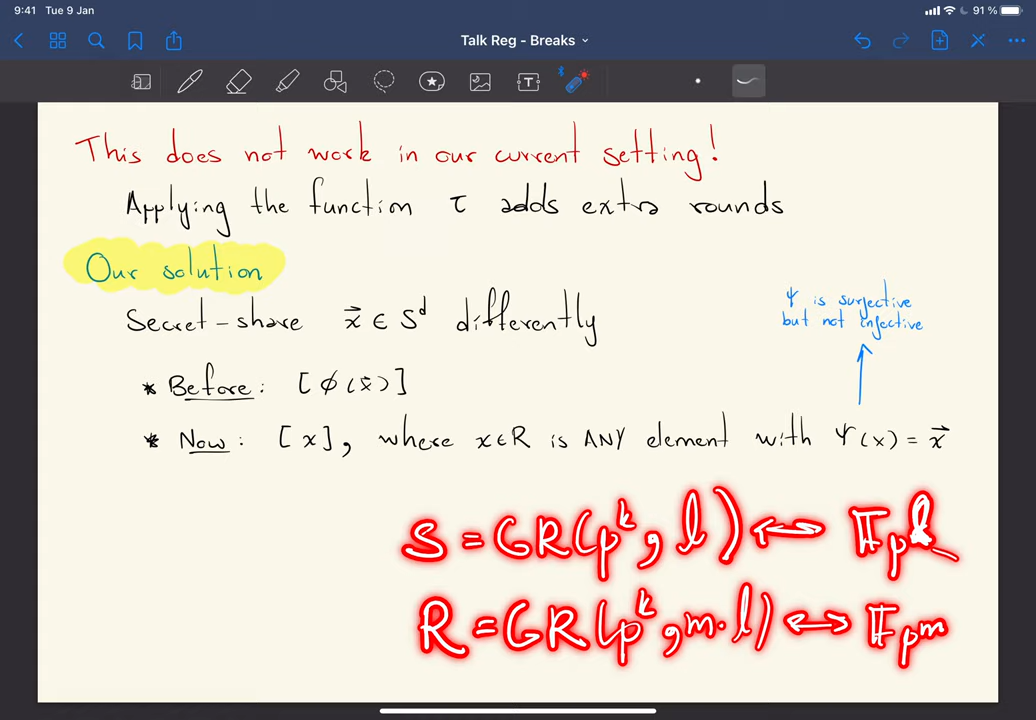 9:41 Tue 9 Jan
91 %
Talk Reg - Breaks
T
This does not work in our current setting!
Applying the function τ adds extra rounds
Our solution
Secret-share x⃗ ∈ S^d differently
ψ is surjective
but not injective
* Before: [ϕ(x⃗)]
* Now: [x], where x∈R is ANY element with ψ(x) = x⃗
S = GR(p^k, l) ↔ 𝔽_p
R = GR(p^k, m·l) ↔ 𝔽_p^m